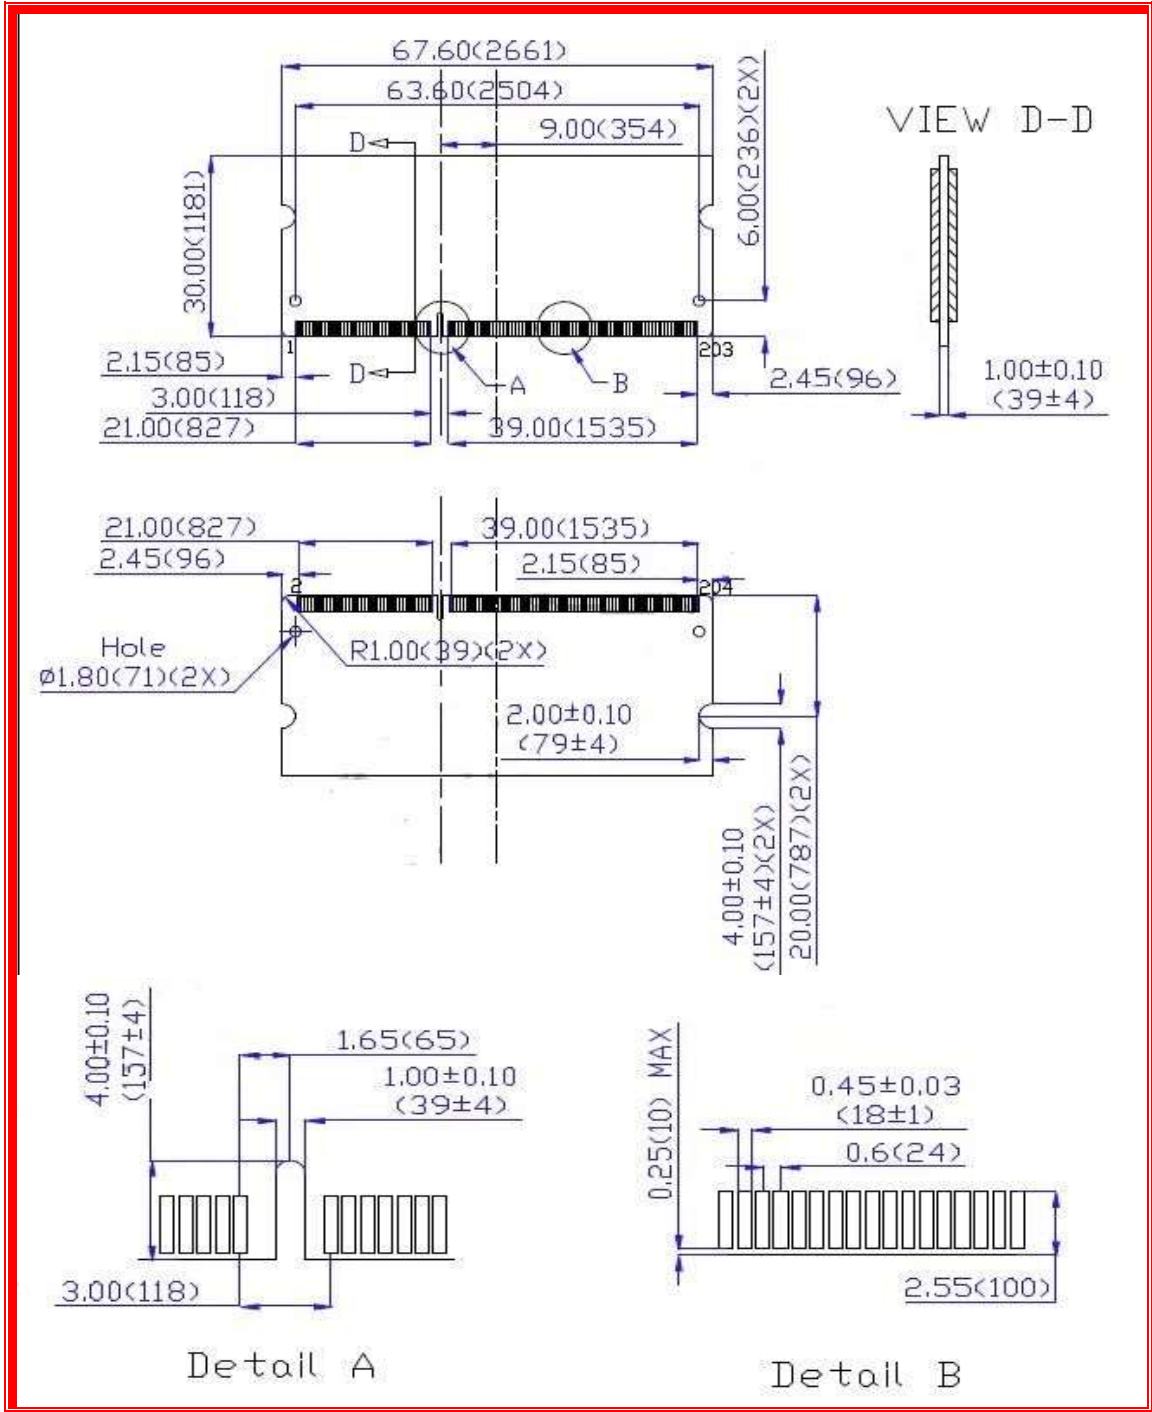 67.60(2661)
63.60(2504)
9.00(354)
D
6.00(236)(2X)
VIEW D-D
30.00(1181)
1
203
2.15(85)
D
A
B
2.45(96)
1.00±0.10
(39±4)
3.00(118)
21.00(827)
39.00(1535)
21.00(827)
39.00(1535)
2.45(96)
2.15(85)
2
204
Hole
R1.00(39)(2X)
Ø1.80(71)(2X)
2.00±0.10
(79±4)
4.00±0.10
(157±4)(2X)
20.00(787)(2X)
4.00±0.10
(157±4)
1.65(65)
1.00±0.10
(39±4)
3.00(118)
Detail A
0.25(10) MAX
0.45±0.03
(18±1)
0.6(24)
2.55(100)
Detail B